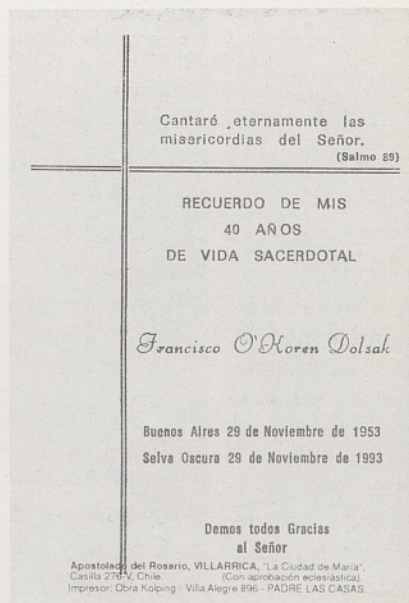 Cantaré eternamente las
misericordias del Señor.
(Salmo 89)
RECUERDO DE MIS
40 AÑOS
DE VIDA SACERDOTAL
Francisco O'Koren Dolsak
Buenos Aires 29 de Noviembre de 1953
Selva Oscura 29 de Noviembre de 1993
Demos todos Gracias
al Señor
Apostolado del Rosario, VILLARRICA, "La Ciudad de María".
Casilla 276-V, Chile. (Con aprobación eclesiástica).
Impresor: Obra Kolping - Villa Alegre 896 - PADRE LAS CASAS.